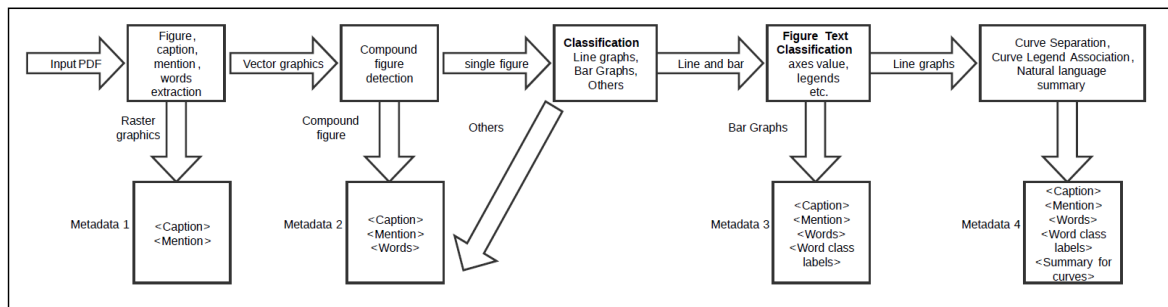 Input PDF
Figure,
caption,
mention,
words
extraction
Vector graphics
Compound
figure
detection
single figure
Classification
Line graphs,
Bar Graphs,
Others
Line and bar
Figure Text
Classification
axes value,
legends
etc.
Line graphs
Curve Separation,
Curve Legend Association,
Natural language
summary
Raster
graphics
Compound
figure
Others
Bar Graphs
Metadata 1
<Caption>
<Mention>
Metadata 2
<Caption>
<Mention>
<Words>
Metadata 3
<Caption>
<Mention>
<Words>
<Word class
labels>
Metadata 4
<Caption>
<Mention>
<Words>
<Word class
labels>
<Summary for
curves>